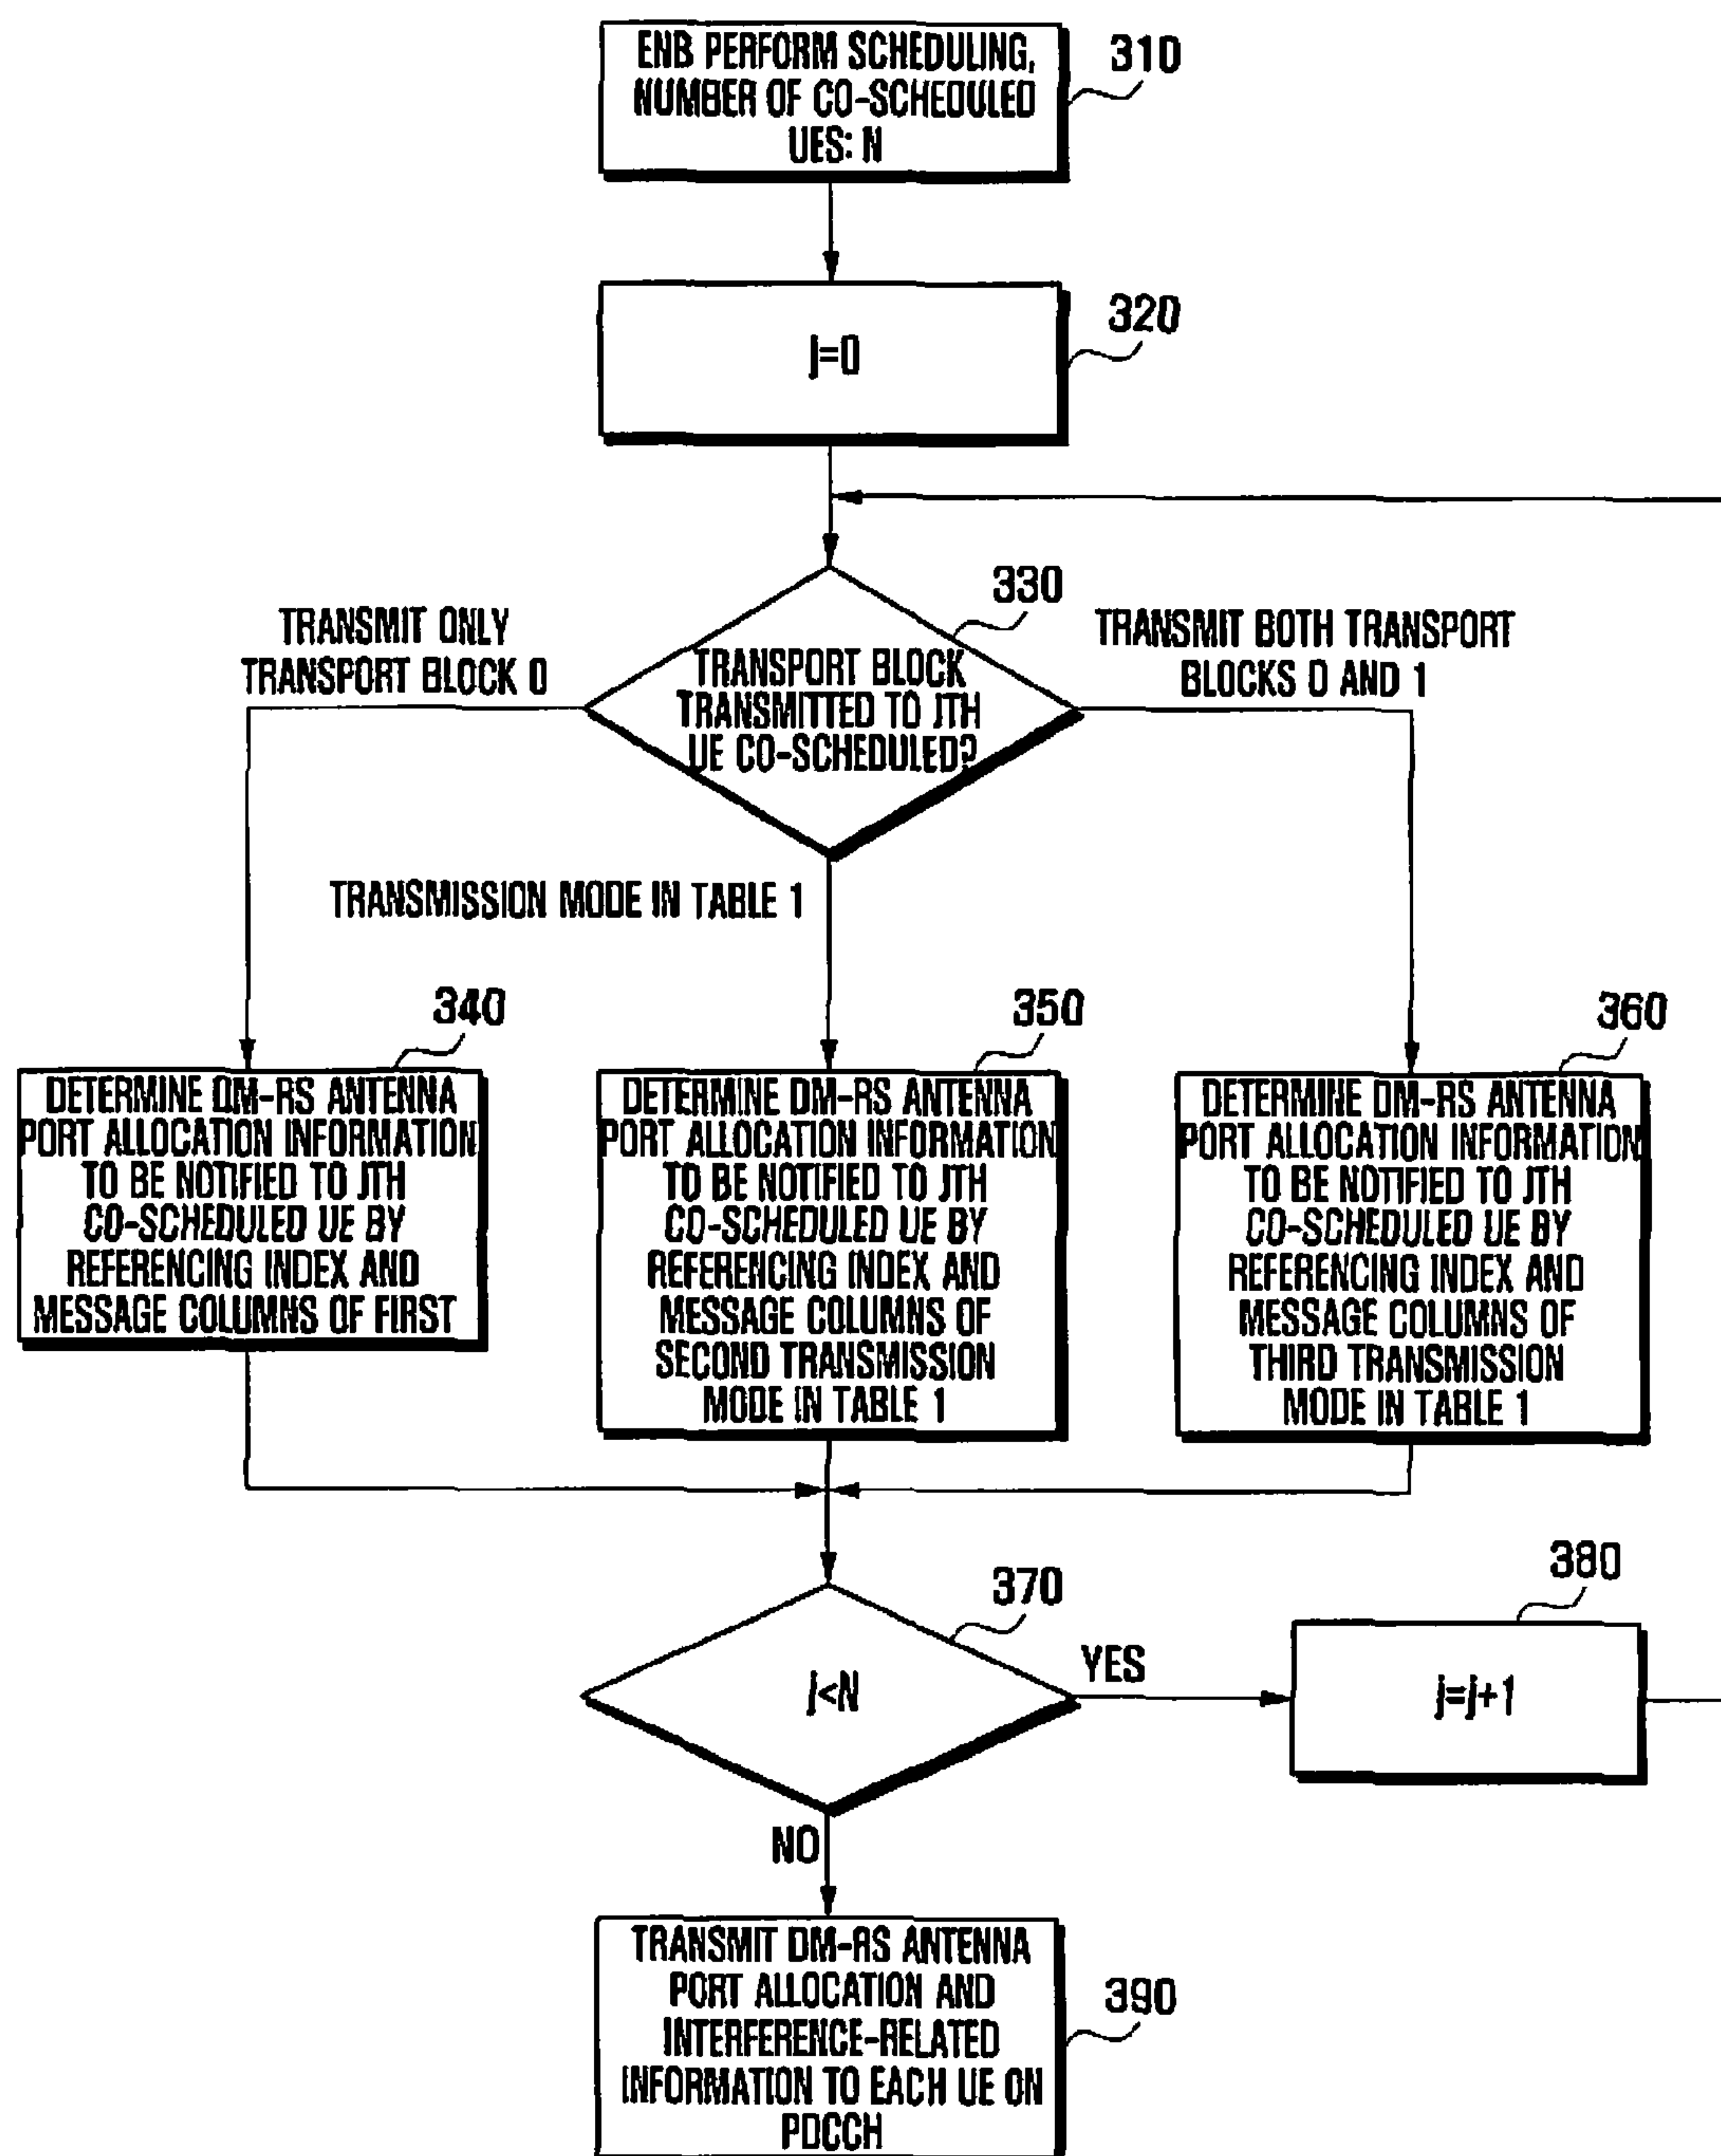 ENB PERFORM SCHEDULING,
NUMBER OF CO-SCHEDULED
UES: N
310
j=0
320
330
TRANSMIT ONLY
TRANSPORT BLOCK 0
TRANSPORT BLOCK
TRANSMITTED TO JTH
UE CO-SCHEDULED?
TRANSMIT BOTH TRANSPORT
BLOCKS 0 AND 1
TRANSMISSION MODE IN TABLE 1
340
DETERMINE DM-RS ANTENNA
PORT ALLOCATION INFORMATION
TO BE NOTIFIED TO JTH
CO-SCHEDULED UE BY
REFERENCING INDEX AND
MESSAGE COLUMNS OF FIRST
350
DETERMINE DM-RS ANTENNA
PORT ALLOCATION INFORMATION
TO BE NOTIFIED TO JTH
CO-SCHEDULED UE BY
REFERENCING INDEX AND
MESSAGE COLUMNS OF
SECOND TRANSMISSION
MODE IN TABLE 1
360
DETERMINE DM-RS ANTENNA
PORT ALLOCATION INFORMATION
TO BE NOTIFIED TO JTH
CO-SCHEDULED UE BY
REFERENCING INDEX AND
MESSAGE COLUMNS OF
THIRD TRANSMISSION
MODE IN TABLE 1
370
j<N
YES
380
j=j+1
NO
TRANSMIT DM-RS ANTENNA
PORT ALLOCATION AND
INTERFERENCE-RELATED
INFORMATION TO EACH UE ON
PDCCH
390